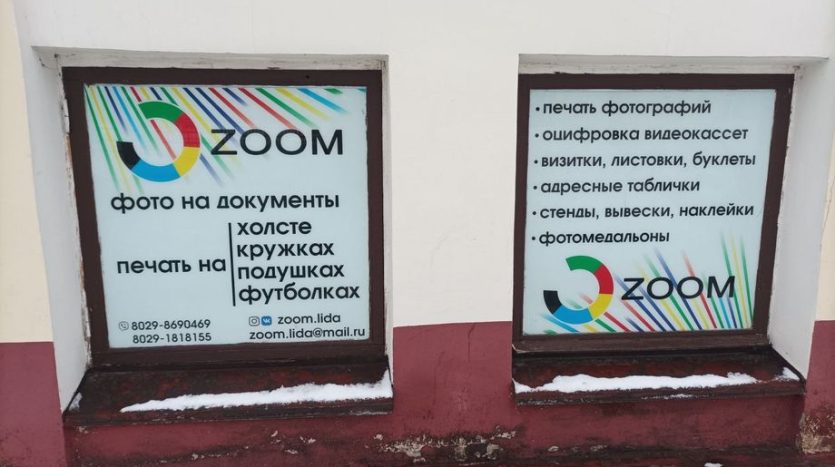 ZOOM
фото на документы
печать на
холсте
кружках
подушках
футболках
8029-8690469
8029-1818155
zoom.lida
zoom.lida@mail.ru
• печать фотографий
• оцифровка видеокассет
• визитки, листовки, буклеты
• адресные таблички
• стенды, вывески, наклейки
• фотомедальоны
ZOOM